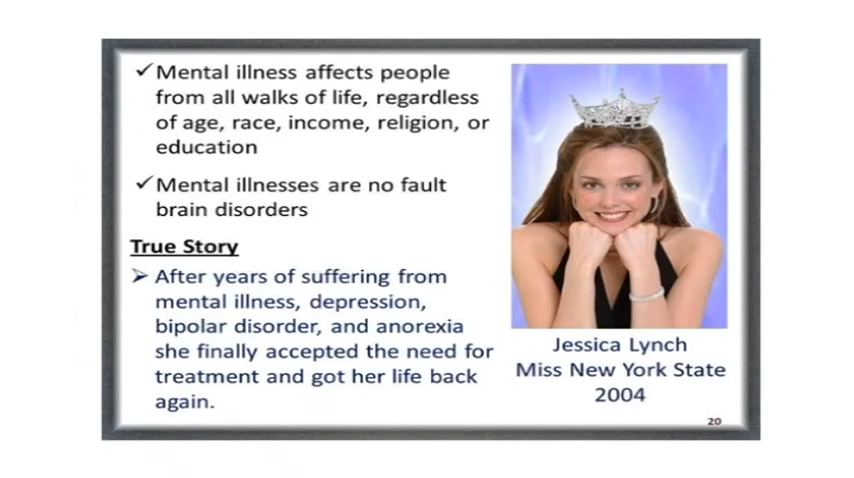 ✓Mental illness affects people
from all walks of life, regardless
of age, race, income, religion, or
education
✓Mental illnesses are no fault
brain disorders
True Story
➢ After years of suffering from
mental illness, depression,
bipolar disorder, and anorexia
she finally accepted the need for
treatment and got her life back
again.
Jessica Lynch
Miss New York State
2004
20